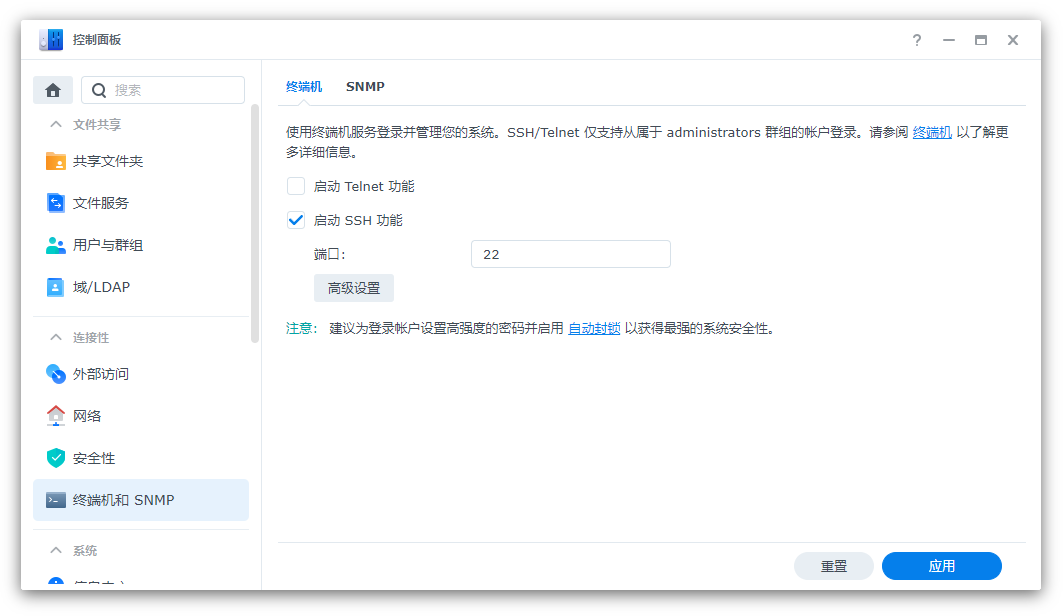 控制面板
搜索
文件共享
共享文件夹
文件服务
用户与群组
域/LDAP
连接性
外部访问
网络
安全性
终端机和 SNMP
系统
终端机
SNMP
使用终端机服务登录并管理您的系统。SSH/Telnet 仅支持从属于 administrators 群组的帐户登录。请参阅 终端机 以了解更
多详细信息。
启动 Telnet 功能
启动 SSH 功能
端口:
22
高级设置
注意: 建议为登录帐户设置高强度的密码并启用 自动封锁 以获得最强的系统安全性。
重置
应用